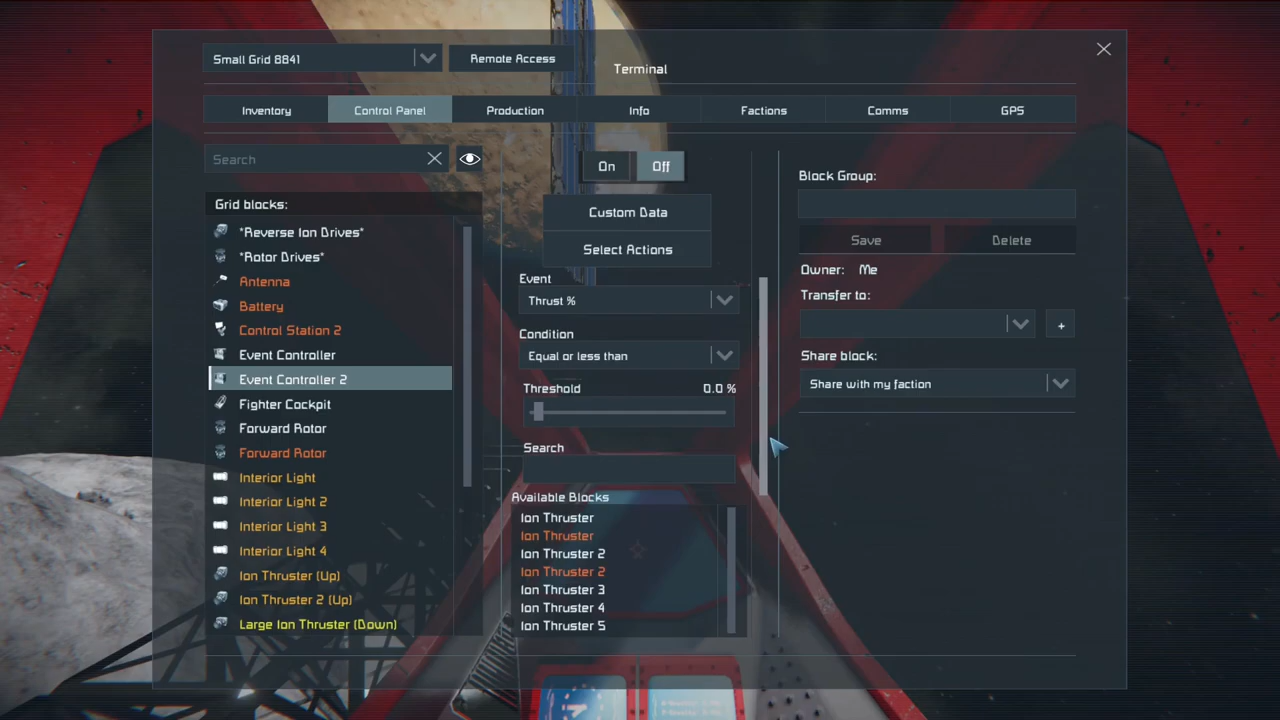 Small Grid 8841
Remote Access
Terminal
Inventory
Control Panel
Production
Info
Factions
Comms
GPS
Search
Grid blocks:
*Reverse Ion Drives*
*Rotor Drives*
Antenna
Battery
Control Station 2
Event Controller
Event Controller 2
Fighter Cockpit
Forward Rotor
Forward Rotor
Interior Light
Interior Light 2
Interior Light 3
Interior Light 4
Ion Thruster (Up)
Ion Thruster 2 (Up)
Large Ion Thruster (Down)
On
Off
Custom Data
Select Actions
Event
Thrust %
Condition
Equal or less than
Threshold
0.0 %
Search
Available Blocks
Ion Thruster
Ion Thruster
Ion Thruster 2
Ion Thruster 2
Ion Thruster 3
Ion Thruster 4
Ion Thruster 5
Block Group:
Save
Delete
Owner: Me
Transfer to:
+
Share block:
Share with my faction